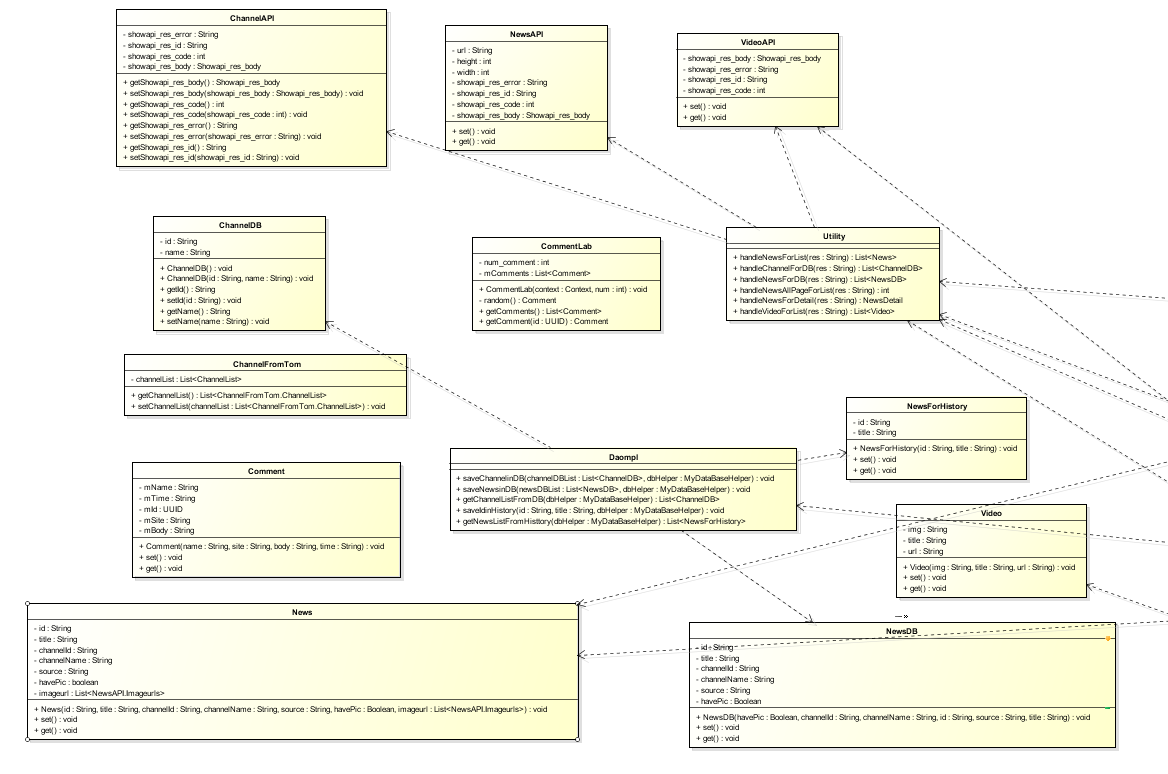 ChannelAPI
- showapi_res_error : String
- showapi_res_id : String
- showapi_res_code : int
- showapi_res_body : Showapi_res_body
+ getShowapi_res_body() : Showapi_res_body
+ setShowapi_res_body(showapi_res_body : Showapi_res_body) : void
+ getShowapi_res_code() : int
+ setShowapi_res_code(showapi_res_code : int) : void
+ getShowapi_res_error() : String
+ setShowapi_res_error(showapi_res_error : String) : void
+ getShowapi_res_id() : String
+ setShowapi_res_id(showapi_res_id : String) : void
NewsAPI
- url : String
- height : int
- width : int
- showapi_res_error : String
- showapi_res_id : String
- showapi_res_code : int
- showapi_res_body : Showapi_res_body
+ set() : void
+ get() : void
VideoAPI
- showapi_res_body : Showapi_res_body
- showapi_res_error : String
- showapi_res_id : String
- showapi_res_code : int
+ set() : void
+ get() : void
ChannelDB
- id : String
- name : String
+ ChannelDB() : void
+ ChannelDB(id : String, name : String) : void
+ getId() : String
+ setId(id : String) : void
+ getName() : String
+ setName(name : String) : void
CommentLab
- num_comment : int
- mComments : List<Comment>
+ CommentLab(context : Context, num : int) : void
- random() : Comment
+ getComments() : List<Comment>
+ getComment(id : UUID) : Comment
Utility
+ handleNewsForList(res : String) : List<News>
+ handleChannelForDB(res : String) : List<ChannelDB>
+ handleNewsForDB(res : String) : List<NewsDB>
+ handleNewsAllPageForList(res : String) : int
+ handleNewsForDetail(res : String) : NewsDetail
+ handleVideoForList(res : String) : List<Video>
ChannelFromTom
- channelList : List<ChannelList>
+ getChannelList() : List<ChannelFromTom.ChannelList>
+ setChannelList(channelList : List<ChannelFromTom.ChannelList>) : void
NewsForHistory
- id : String
- title : String
+ NewsForHistory(id : String, title : String) : void
+ set() : void
+ get() : void
Comment
- mName : String
- mTime : String
- mId : UUID
- mSite : String
- mBody : String
+ Comment(name : String, site : String, body : String, time : String) : void
+ set() : void
+ get() : void
DaompI
+ saveChannelinDB(channelDBList : List<ChannelDB>, dbHelper : MyDataBaseHelper) : void
+ saveNewsinDB(newsDBList : List<NewsDB>, dbHelper : MyDataBaseHelper) : void
+ getChannelListFromDB(dbHelper : MyDataBaseHelper) : List<ChannelDB>
+ saveIdinHistory(id : String, title : String, dbHelper : MyDataBaseHelper) : void
+ getNewsListFromHistory(dbHelper : MyDataBaseHelper) : List<NewsForHistory>
Video
- img : String
- title : String
- url : String
+ Video(img : String, title : String, url : String) : void
+ set() : void
+ get() : void
News
- id : String
- title : String
- channelId : String
- channelName : String
- source : String
- havePic : boolean
- imageurl : List<NewsAPI.Imageurls>
+ News(id : String, title : String, channelId : String, channelName : String, source : String, havePic : Boolean, imageurl : List<NewsAPI.Imageurls>) : void
+ set() : void
+ get() : void
NewsDB
- id : String
- title : String
- channelId : String
- channelName : String
- source : String
- havePic : Boolean
+ NewsDB(havePic : Boolean, channelId : String, channelName : String, id : String, source : String, title : String) : void
+ set() : void
+ get() : void